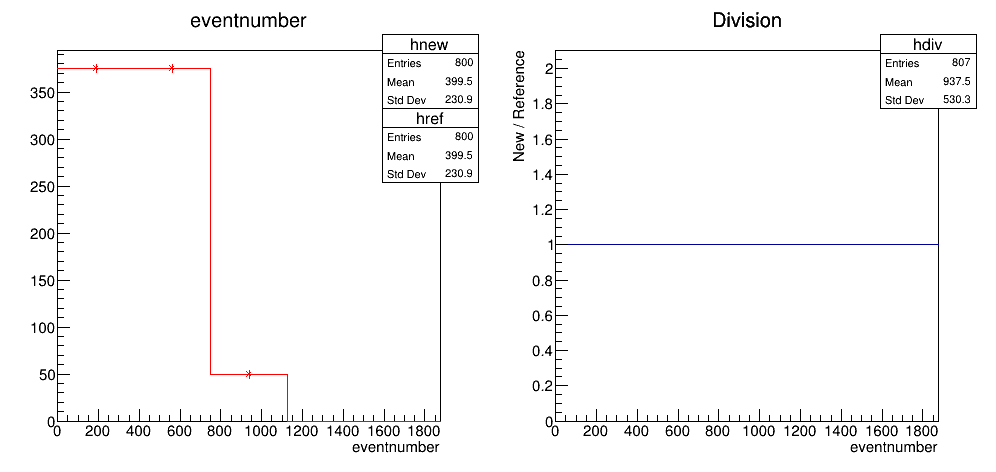 eventnumber
hnew
Entries 800
Mean 399.5
Std Dev 230.9
href
Entries 800
Mean 399.5
Std Dev 230.9
350
300
250
200
150
100
50
0
0 200 400 600 800 1000 1200 1400 1600 1800
eventnumber
Division
hdiv
Entries 807
Mean 937.5
Std Dev 530.3
New / Reference
2
1.8
1.6
1.4
1.2
1
0.8
0.6
0.4
0.2
0
0 200 400 600 800 1000 1200 1400 1600 1800
eventnumber